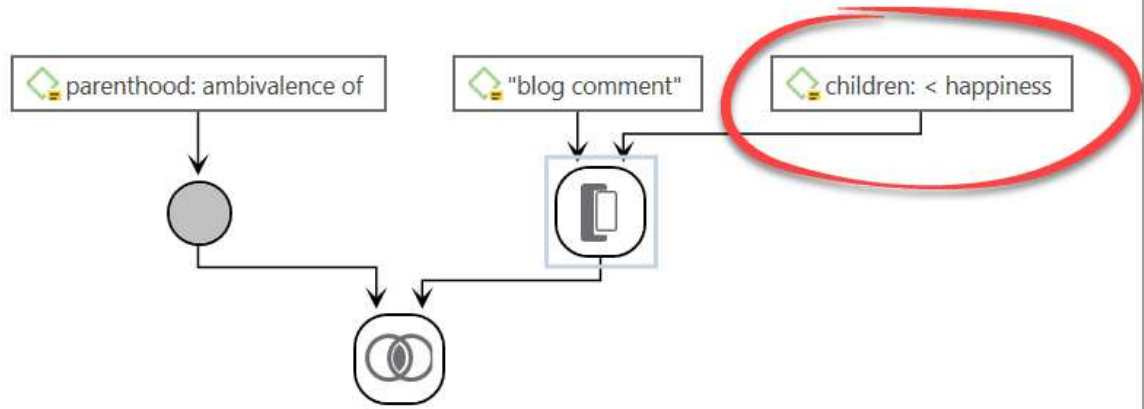 parenthood: ambivalence of
"blog comment"
children: < happiness